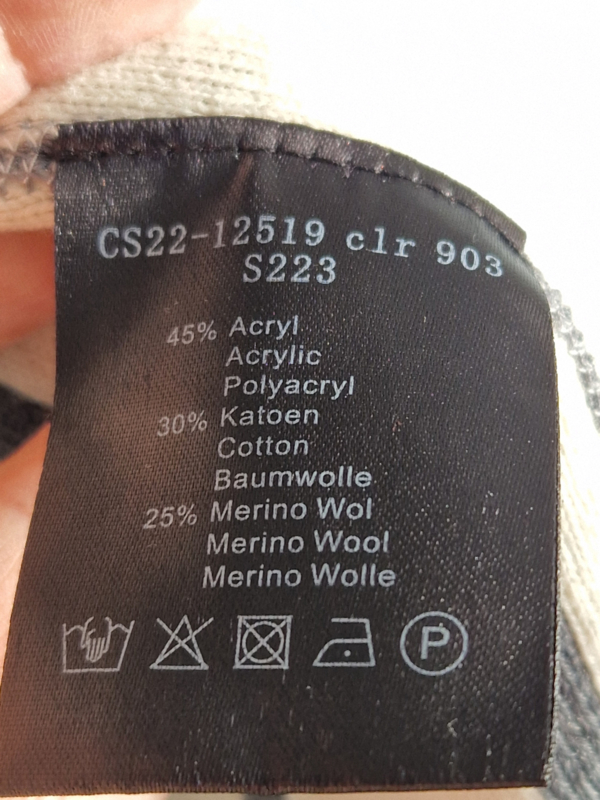 CS22-12519 clr 903
S223
45% Acryl
Acrylic
Polyacryl
30% Katoen
Cotton
Baumwolle
25% Merino Wol
Merino Wool
Merino Wolle
P